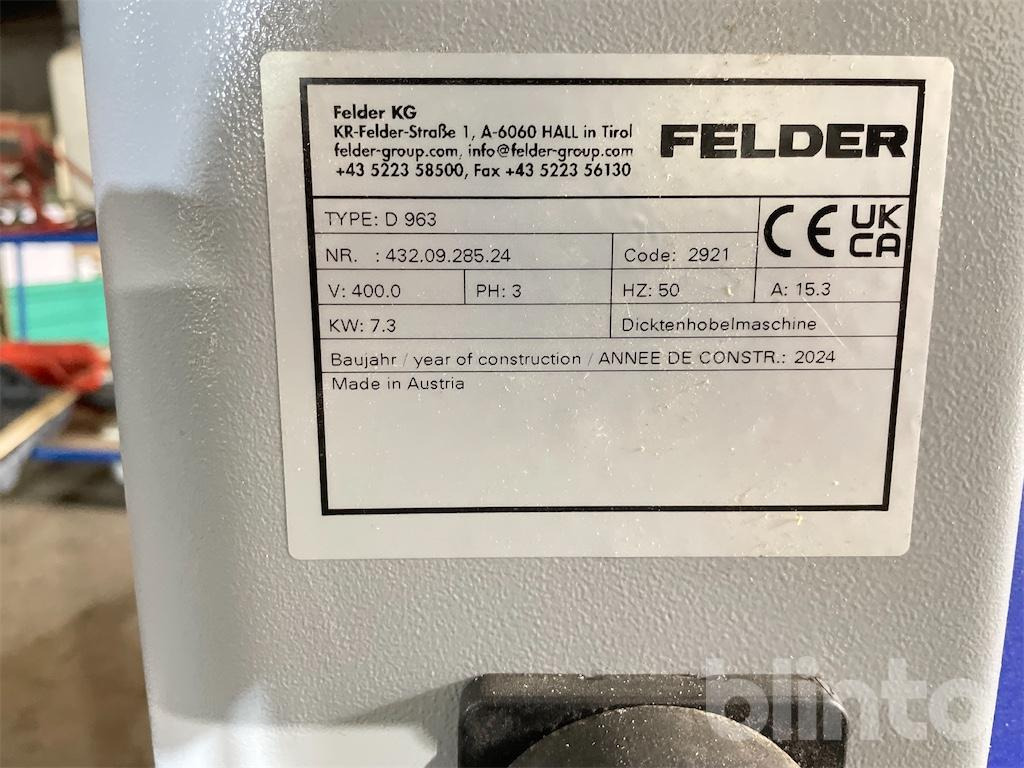 Felder KG
KR-Felder-Straße 1, A-6060 HALL in Tirol
felder-group.com, info@felder-group.com
+43 5223 58500, Fax +43 5223 56130
FELDER
TYPE: D 963
CE UK CA
NR. : 432.09.285.24 Code: 2921
V: 400.0 PH: 3 HZ: 50 A: 15.3
KW: 7.3 Dicktenhobelmaschine
Baujahr / year of construction / ANNEE DE CONSTR.: 2024
Made in Austria
blinto